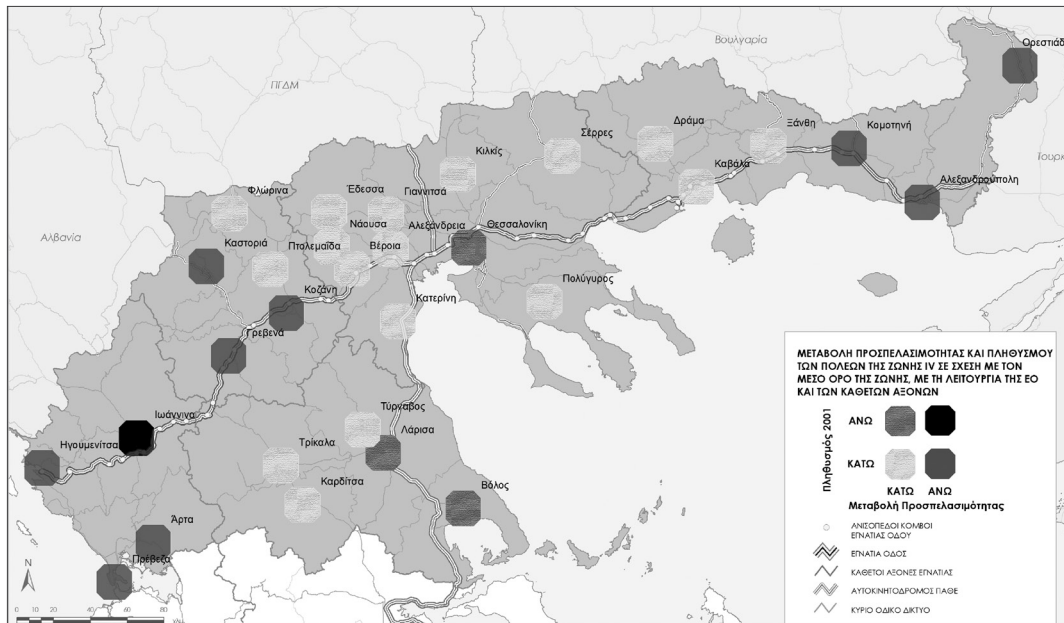 Βουλγαρία
Ορεστιάδ
ΠΓΔΜ
Τουρκ
Αλβανία
Δράμα
Ξάνθη
Κομοτηνή
Σέρρες
Κιλκίς
Καβάλα
Αλεξανδρούπολη
Φλώρινα
Έδεσσα
Γιαννιτσά
Νάουσα
Αλεξάνδρεια
Θεσσαλονίκη
Καστοριά
Πτολεμαΐδα
Βέροια
Πολύγυρος
Κοζάνη
Κατερίνη
Γρεβενά
Τύρναβος
Ιωάννινα
Λάρισα
Ηγουμενίτσα
Τρίκαλα
Καρδίτσα
Βόλος
Άρτα
Πρέβεζα
N
0 10 20 40 60 80
ΜΕΤΑΒΟΛΗ ΠΡΟΣΠΕΛΑΣΙΜΟΤΗΤΑΣ ΚΑΙ ΠΛΗΘΥΣΜΟΥ
ΤΩΝ ΠΟΛΕΩΝ ΤΗΣ ΖΩΝΗΣ IV ΣΕ ΣΧΕΣΗ ΜΕ ΤΟΝ
ΜΕΣΟ ΟΡΟ ΤΗΣ ΖΩΝΗΣ, ΜΕ ΤΗ ΛΕΙΤΟΥΡΓΙΑ ΤΗΣ ΕΟ
ΚΑΙ ΤΩΝ ΚΑΘΕΤΩΝ ΑΞΟΝΩΝ
Πληθυσμός 2001
ΑΝΩ
ΚΑΤΩ
ΚΑΤΩ ΑΝΩ
Μεταβολή Προσπελασιμότητας
ΑΝΙΣΟΠΕΔΟΙ ΚΟΜΒΟΙ
ΕΓΝΑΤΙΑΣ ΟΔΟΥ
ΕΓΝΑΤΙΑ ΟΔΟΣ
ΚΑΘΕΤΟΙ ΑΞΟΝΕΣ ΕΓΝΑΤΙΑΣ
ΑΥΤΟΚΙΝΗΤΟΔΡΟΜΟΣ ΠΑΘΕ
ΚΥΡΙΟ ΟΔΙΚΟ ΔΙΚΤΥΟ